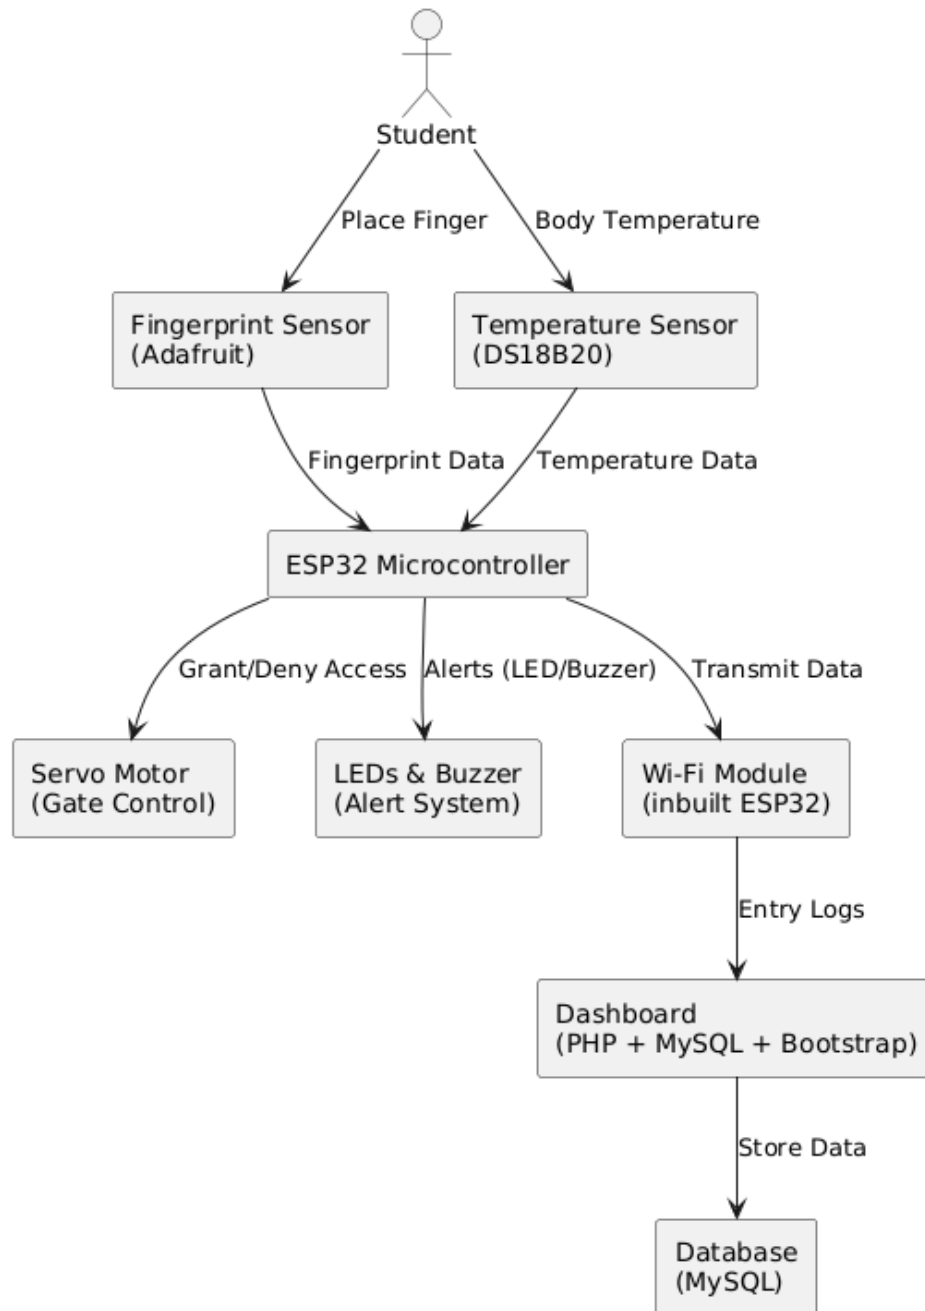 Student
Place Finger
Body Temperature
Fingerprint Sensor
(Adafruit)
Temperature Sensor
(DS18B20)
Fingerprint Data
Temperature Data
ESP32 Microcontroller
Grant/Deny Access
Alerts (LED/Buzzer)
Transmit Data
Servo Motor
(Gate Control)
LEDs & Buzzer
(Alert System)
Wi-Fi Module
(inbuilt ESP32)
Entry Logs
Dashboard
(PHP + MySQL + Bootstrap)
Store Data
Database
(MySQL)